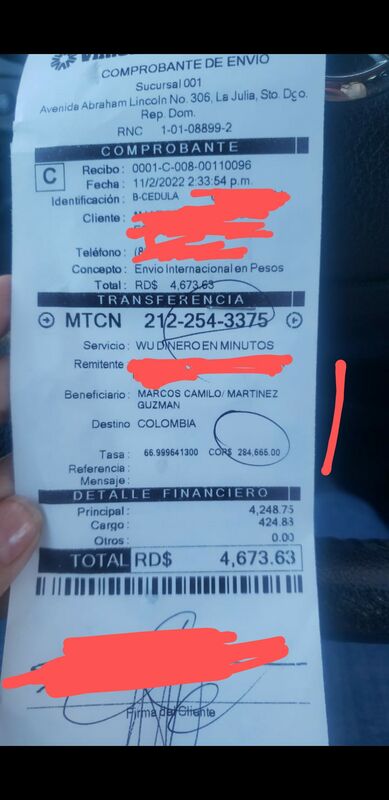 COMPROBANTE DE ENVIO
Sucursal 001
Avenida Abraham Lincoln No. 306, La Julia, Sto. Dgo.
Rep. Dom.
RNC 1-01-08899-2
COMPROBANTE
C
Recibo: 0001-C-008-00110096
Fecha: 11/2/2022 2:33:54 p.m.
Identificación: B-CEDULA
Cliente:
Teléfono: (8
Concepto: Envio Internacional en Pesos
Total: RD$ 4,673.63
TRANSFERENCIA
MTCN 212-254-3375
Servicio: WU DINERO EN MINUTOS
Remitente
Beneficiario: MARCOS CAMILO/ MARTINEZ
GUZMAN
Destino COLOMBIA
Tasa: 66.999641300 COP$ 284,665.00
Referencia:
Mensaje:
DETALLE FINANCIERO
Principal: 4,248.75
Cargo: 424.88
Otros: 0.00
TOTAL RD$ 4,673.63
Firma del Cliente